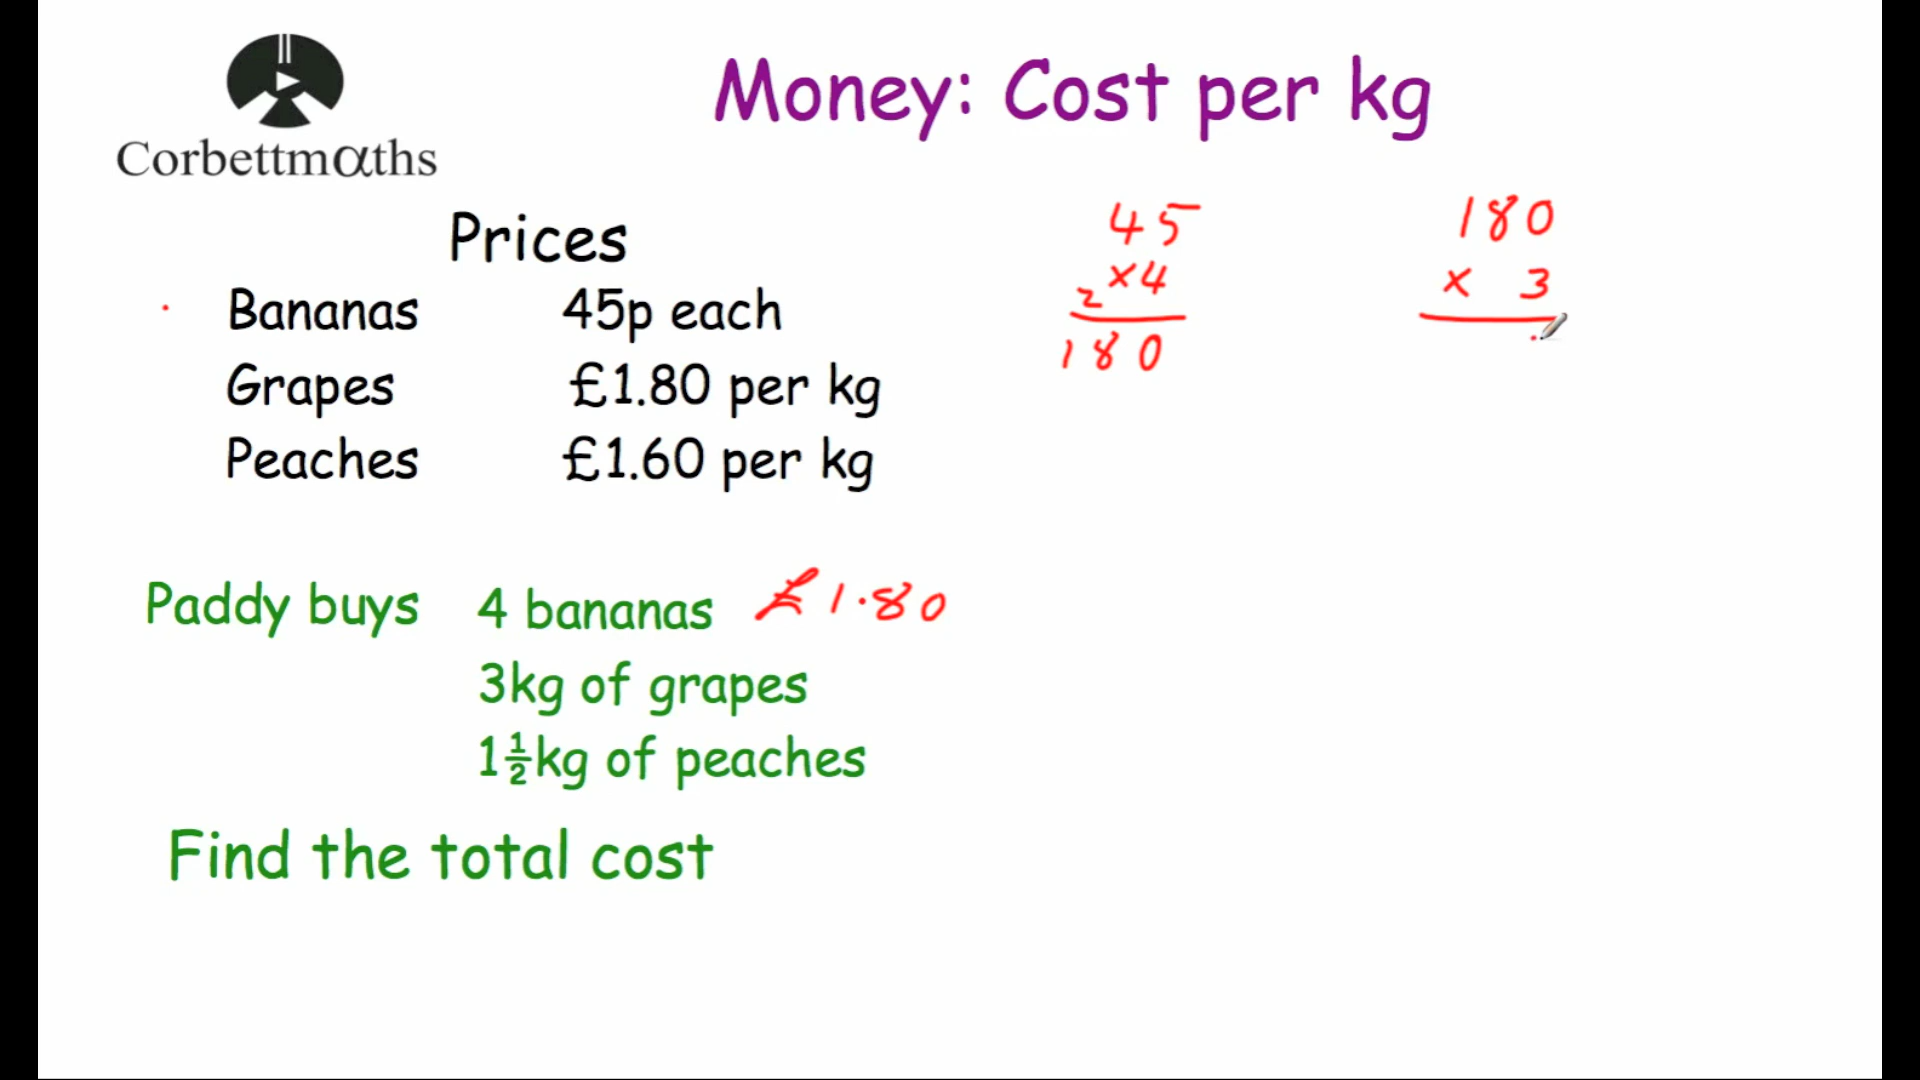 Corbettmαths
Money: Cost per kg
Prices
Bananas 45p each
Grapes £1.80 per kg
Peaches £1.60 per kg
45
×4
2
180
180
× 3
Paddy buys 4 bananas £1.80
3kg of grapes
1½kg of peaches
Find the total cost